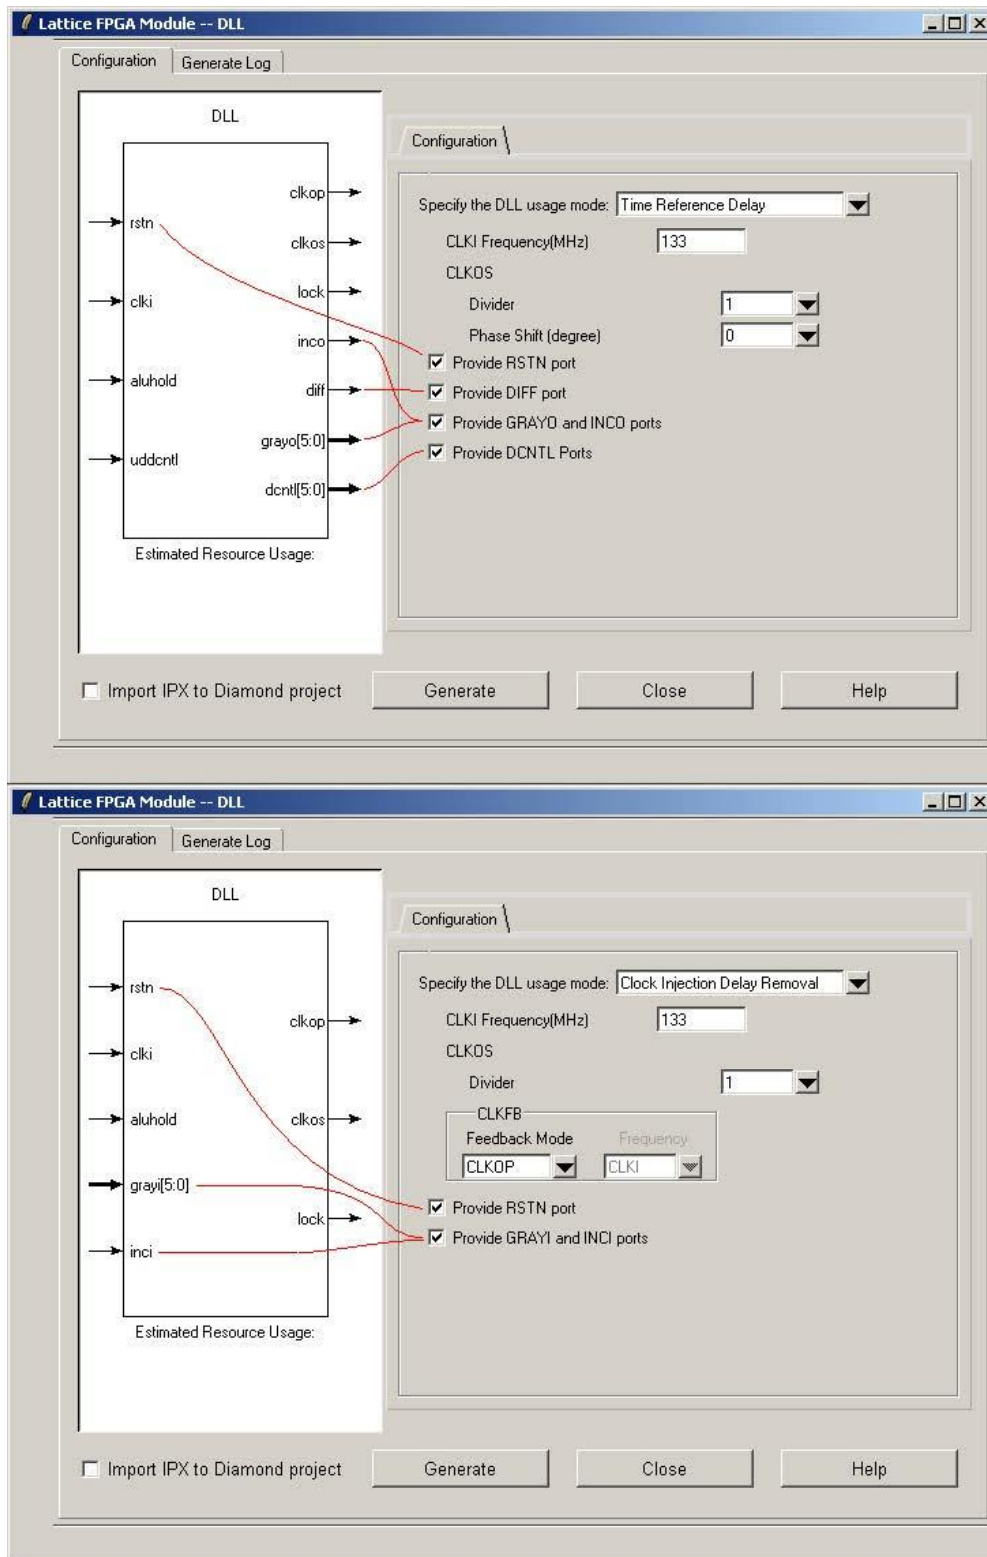 Lattice FPGA Module -- DLL
Configuration
Generate Log
DLL
rstn
clki
aluhold
uddcntl
clkop
clkos
lock
inco
diff
grayo[5:0]
dcntl[5:0]
Estimated Resource Usage:
Configuration
Specify the DLL usage mode: Time Reference Delay
CLKI Frequency(MHz) 133
CLKOS
Divider 1
Phase Shift (degree) 0
Provide RSTN port
Provide DIFF port
Provide GRAYO and INCO ports
Provide DCNTL Ports
Import IPX to Diamond project
Generate
Close
Help
Lattice FPGA Module -- DLL
Configuration
Generate Log
DLL
rstn
clki
aluhold
grayi[5:0]
inci
clkop
clkos
lock
Estimated Resource Usage:
Configuration
Specify the DLL usage mode: Clock Injection Delay Removal
CLKI Frequency(MHz) 133
CLKOS
Divider 1
CLKFB
Feedback Mode Frequency
CLKOP CLKI
Provide RSTN port
Provide GRAYI and INCI ports
Import IPX to Diamond project
Generate
Close
Help